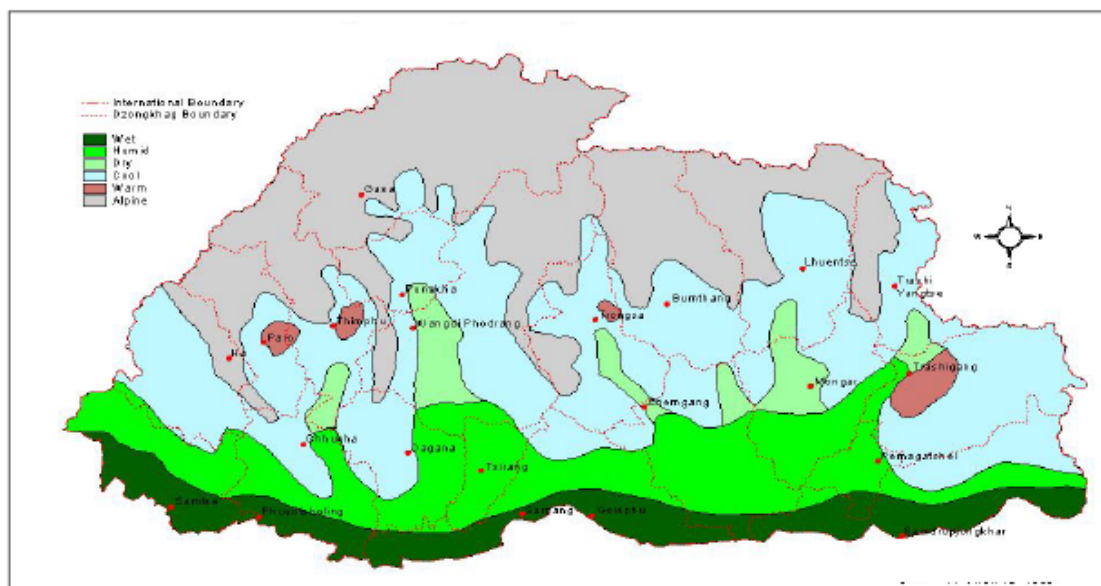 International Boundary
Dzongkhag Boundary
Wet
Humid
Dry
Cool
Warm
Alpine
Gasa
N
W
E
S
Lhuentse
Trashi
Yangtse
Punakha
Bumthang
Thimphu
Wangdi Phodrang
Trongsa
Paro
Ha
Trashigang
Mongar
Zhemgang
Chhukha
Dagana
Tsirang
Pemagatshel
Samtse
Phuentsholing
Sarpang
Gelephu
Samdrupjongkhar